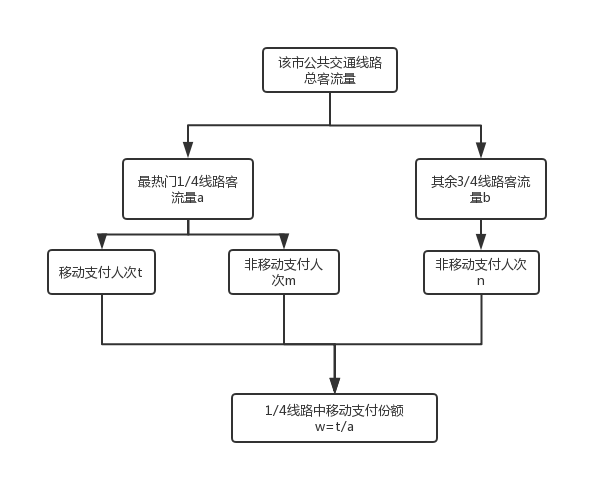 该市公共交通线路
总客流量
最热门1/4线路客
流量a
其余3/4线路客流
量b
移动支付人次t
非移动支付人
次m
非移动支付人次
n
1/4线路中移动支付份额
w=t/a